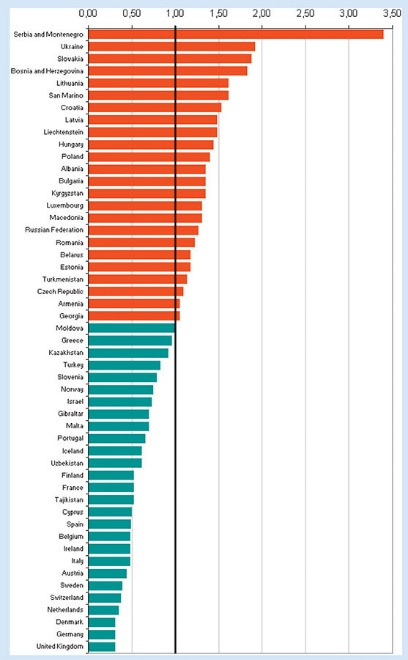 0,00 0,50 1,00 1,50 2,00 2,50 3,00 3,50
Serbia and Montenegro
Ukraine
Slovakia
Bosnia and Herzegovina
Lithuania
San Marino
Croatia
Latvia
Liechtenstein
Hungary
Poland
Albania
Bulgaria
Kyrgyzstan
Luxembourg
Macedonia
Russian Federation
Romania
Belarus
Estonia
Turkmenistan
Czech Republic
Armenia
Georgia
Moldova
Greece
Kazakhstan
Turkey
Slovenia
Norway
Israel
Gibraltar
Malta
Portugal
Iceland
Uzbekistan
Finland
France
Tajikistan
Cyprus
Spain
Belgium
Ireland
Italy
Austria
Sweden
Switzerland
Netherlands
Denmark
Germany
United Kingdom